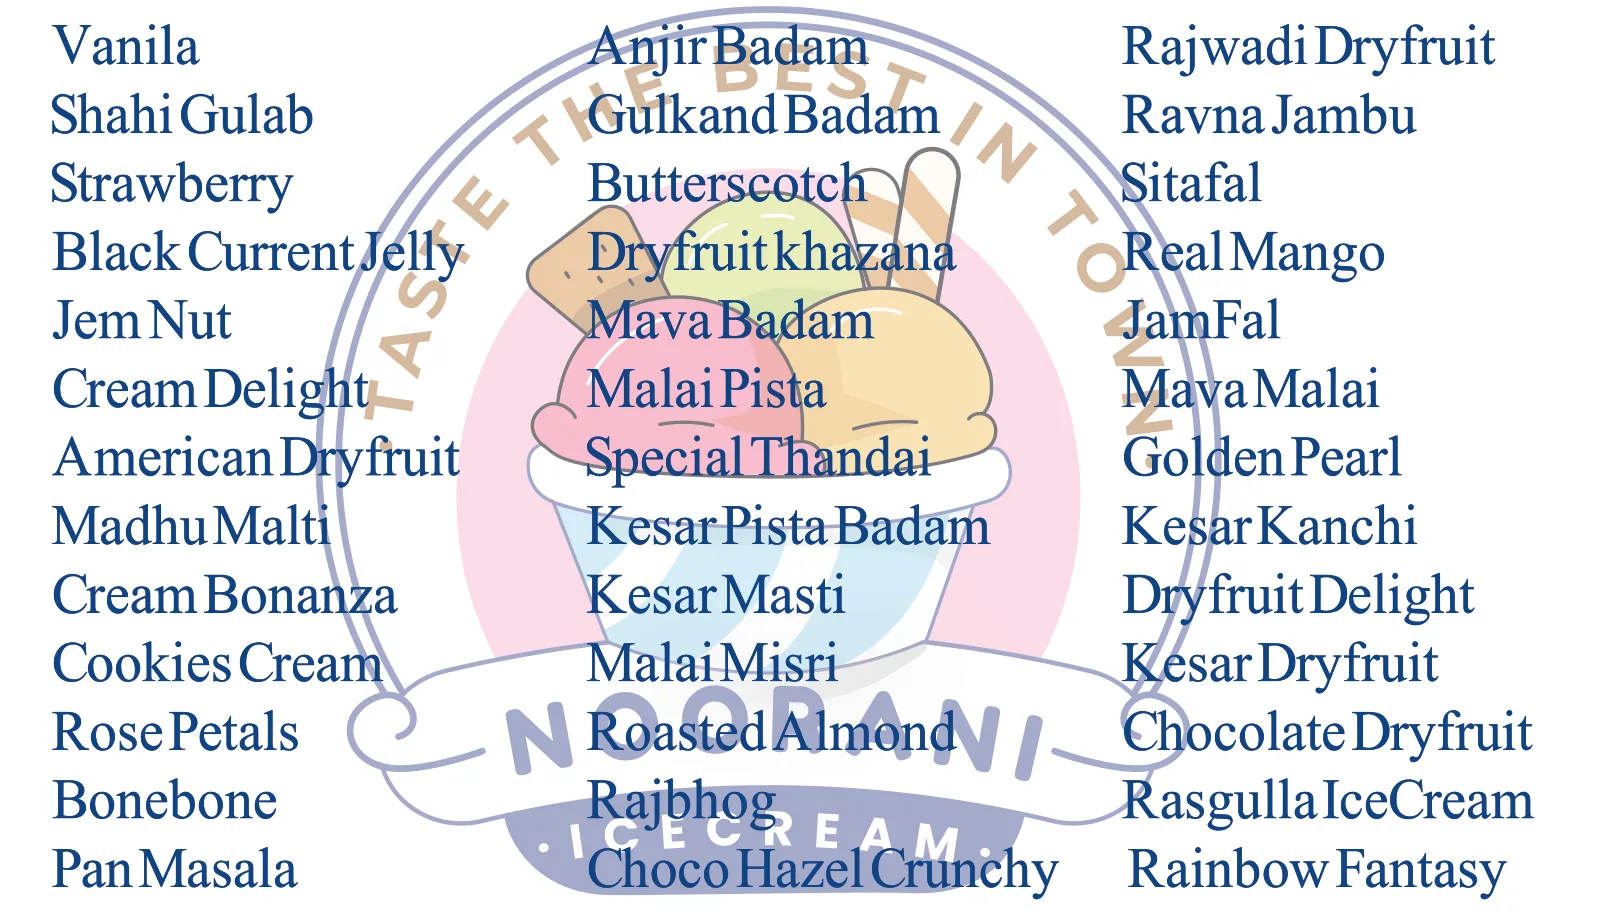 Vanila
Shahi Gulab
Strawberry
Black Current Jelly
Jem Nut
Cream Delight
American Dryfruit
Madhu Malti
Cream Bonanza
Cookies Cream
Rose Petals
Bonebone
Pan Masala
Anjir Badam
Gulkand Badam
Butterscotch
Dryfruit khazana
Mava Badam
Malai Pista
Special Thandai
Kesar Pista Badam
Kesar Masti
Malai Misri
Roasted Almond
Rajbhog
Choco Hazel Crunchy
Rajwadi Dryfruit
Ravna Jambu
Sitafal
Real Mango
JamFal
Mava Malai
Golden Pearl
Kesar Kanchi
Dryfruit Delight
Kesar Dryfruit
Chocolate Dryfruit
Rasgulla IceCream
Rainbow Fantasy
· TASTE THE BEST IN TOWN ·
NOORANI
· ICECREAM ·